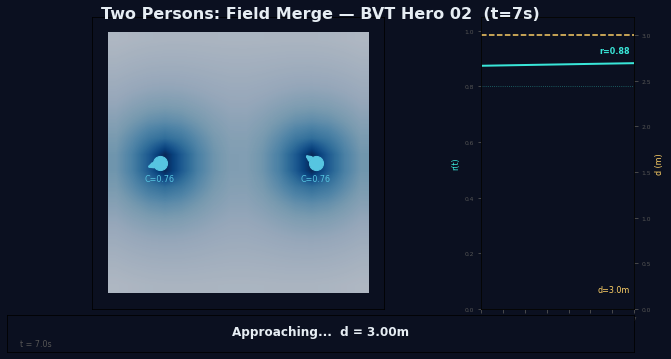 Two Persons: Field Merge — BVT Hero 02 (t=7s)
C=0.76
C=0.76
1.0
0.8
0.6
0.4
0.2
0.0
r(t)
r=0.88
d=3.0m
3.0
2.5
2.0
1.5
1.0
0.5
0.0
d (m)
Approaching... d = 3.00m
t = 7.0s